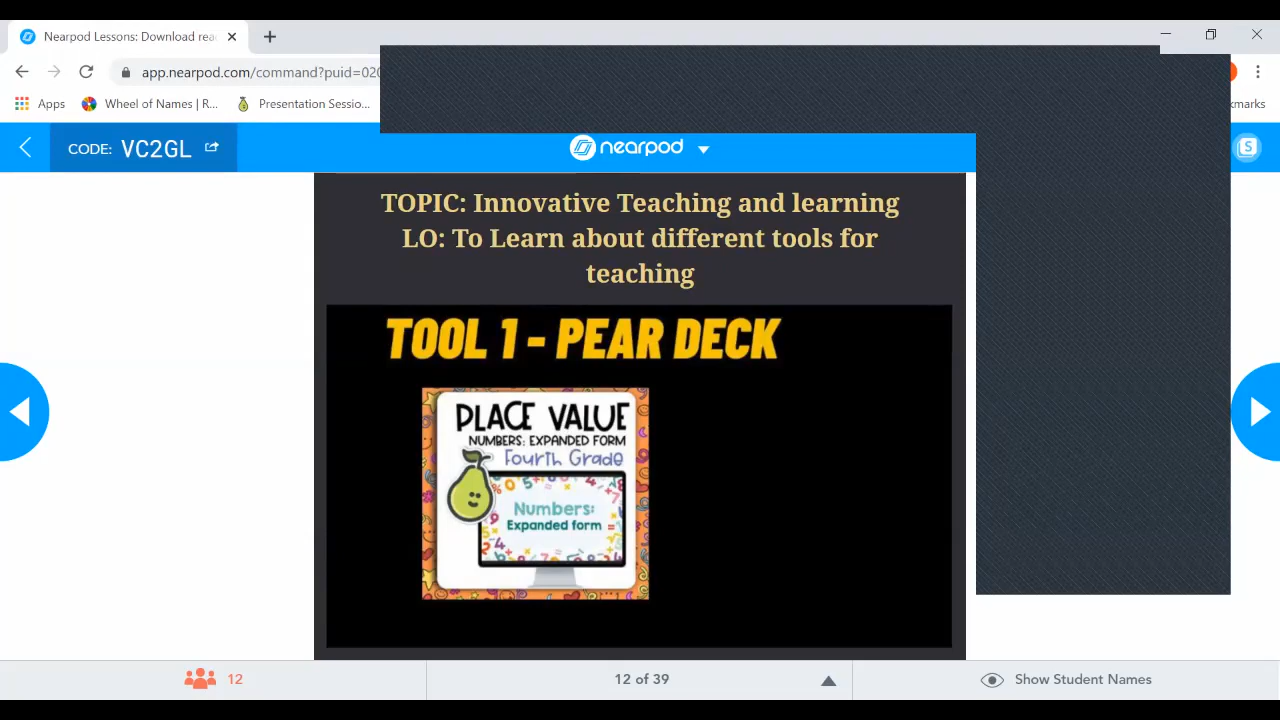 Nearpod Lessons: Download rea
app.nearpod.com/command?puid=020
Apps
Wheel of Names | R...
Presentation Sessio...
kmarks
CODE: VC2GL
nearpod
S
TOPIC: Innovative Teaching and learning
LO: To Learn about different tools for
teaching
TOOL 1 - PEAR DECK
PLACE VALUE
NUMBERS: EXPANDED FORM
Fourth Grade
Numbers:
Expanded form
12
12 of 39
Show Student Names